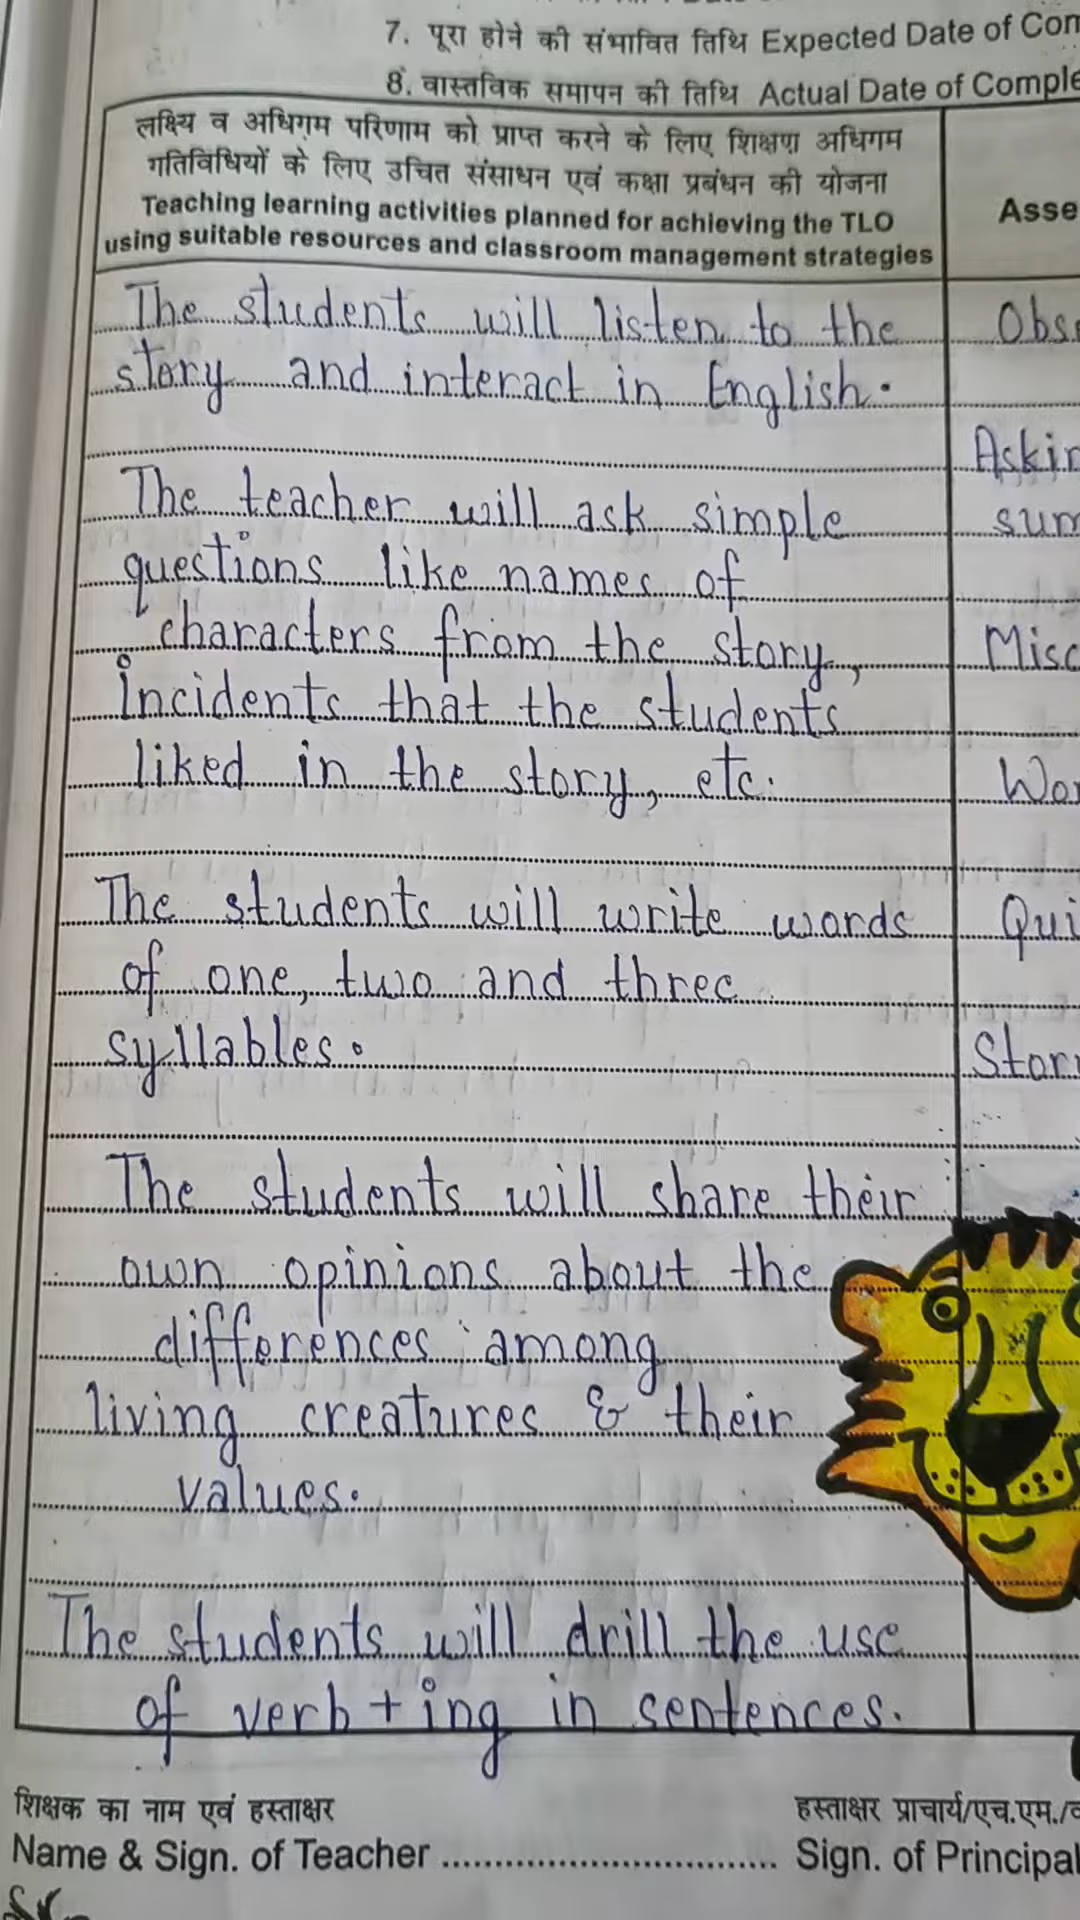 7. पूरा होने की संभावित तिथि Expected Date of Com
8. वास्तविक समापन की तिथि Actual Date of Comple
लक्ष्यि व अधिगम परिणाम को प्राप्त करने के लिए शिक्षण अधिगम
गतिविधियों के लिए उचित संसाधन एवं कक्षा प्रबंधन की योजना
Teaching learning activities planned for achieving the TLO
using suitable resources and classroom management strategies
Asse
The students will listen to the
story and interact in English.
Obse
Askin
The teacher will ask simple
sum
questions like names of
characters from the story,
Misc
incidents that the students
liked in the story, etc.
Wor
The students will write words
Qui
of one, two and three
syllables.
Stor
The students will share their
own opinions about the
differences among
living creatures & their
values.
The students will drill the use
of verb + ing in sentences.
शिक्षक का नाम एवं हस्ताक्षर
Name & Sign. of Teacher ................................
हस्ताक्षर प्राचार्य/एच.एम./
Sign. of Principal